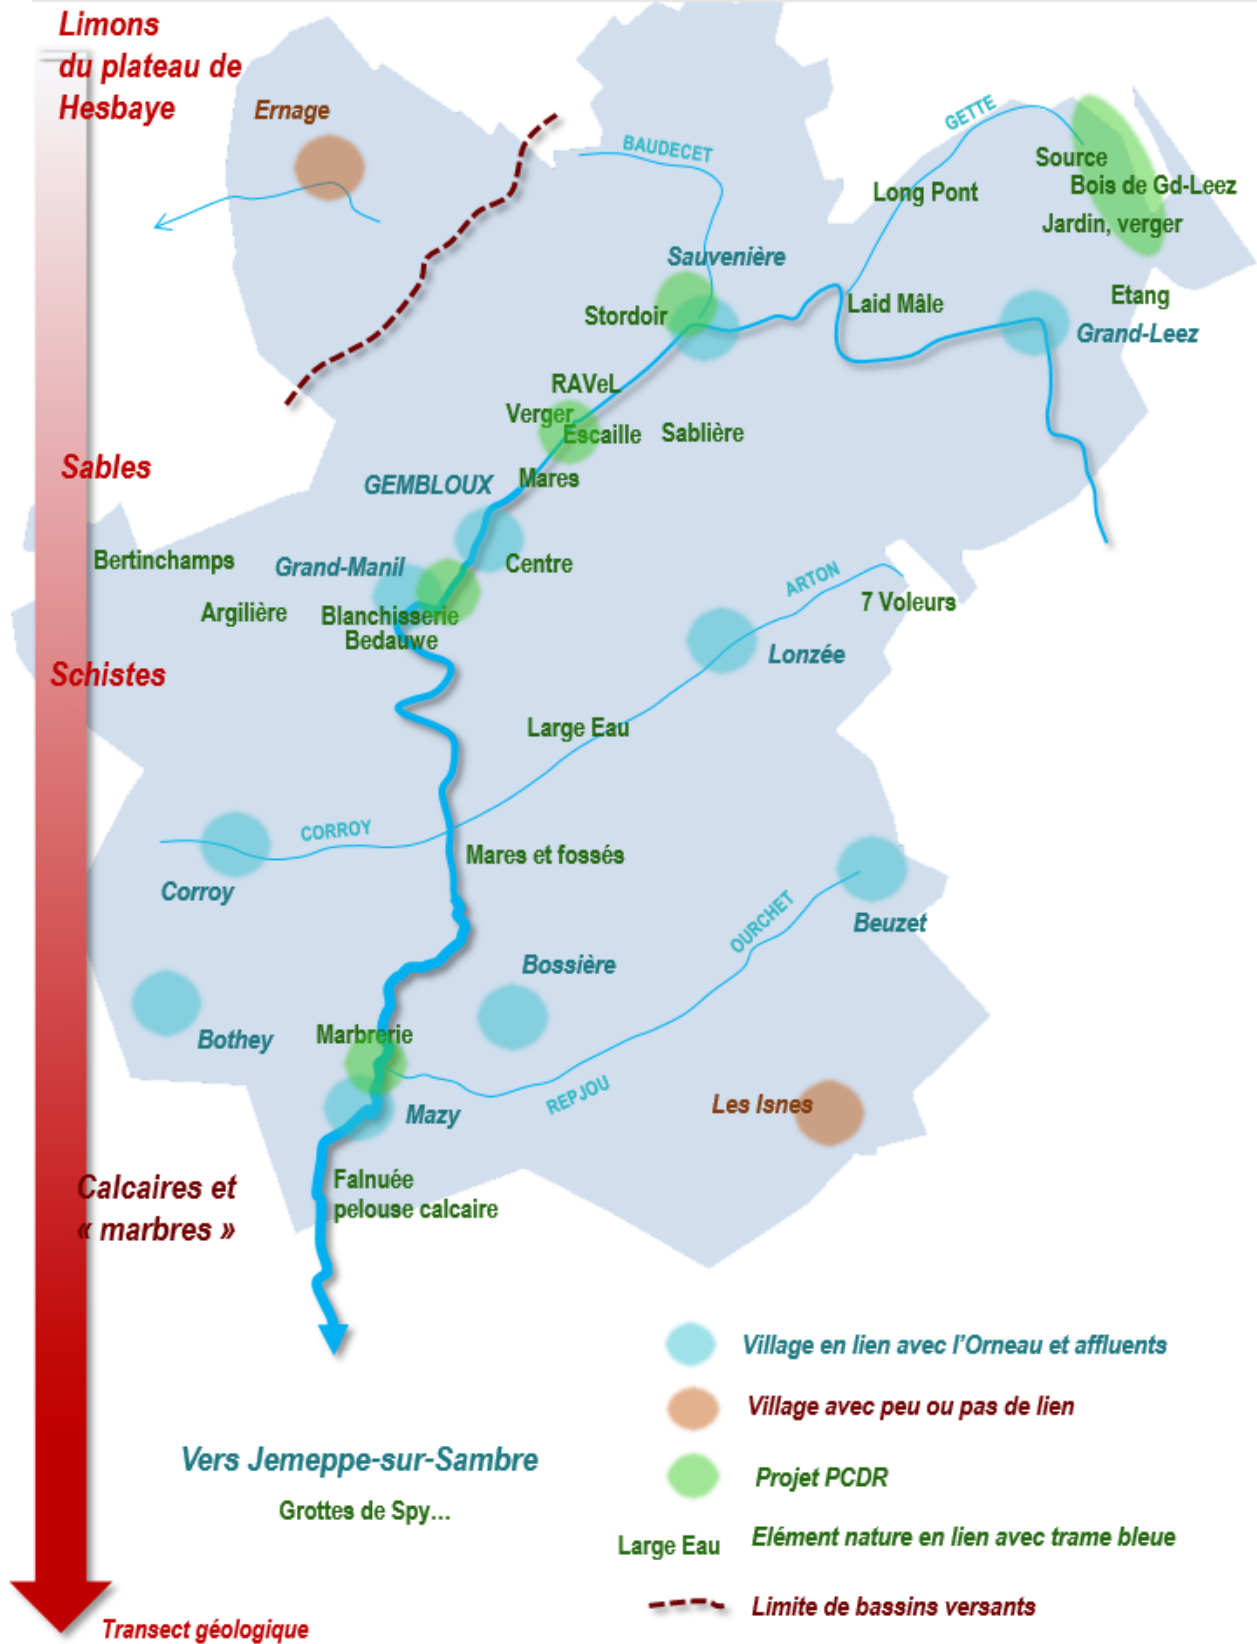 Limons
du plateau de
Hesbaye
Ernage
BAUDECET
GETTE
Source
Bois de Gd-Leez
Long Pont
Jardin, verger
Sauvenière
Etang
Laid Mâle
Stordoir
Grand-Leez
RAVeL
Verger
Escaille
Sablière
Sables
Mares
GEMBLOUX
Bertinchamps
Grand-Manil
Centre
ARTON
7 Voleurs
Argilière
Blanchisserie
Bedauwe
Lonzée
Schistes
Large Eau
CORROY
Mares et fossés
Corroy
Beuzet
OURCHET
Bossière
Marbrerie
Bothey
REPJOU
Les Isnes
Mazy
Falnuée
pelouse calcaire
Calcaires et
« marbres »
Village en lien avec l'Orneau et affluents
Village avec peu ou pas de lien
Vers Jemeppe-sur-Sambre
Projet PCDR
Grottes de Spy...
Large Eau
Elément nature en lien avec trame bleue
Limite de bassins versants
Transect géologique